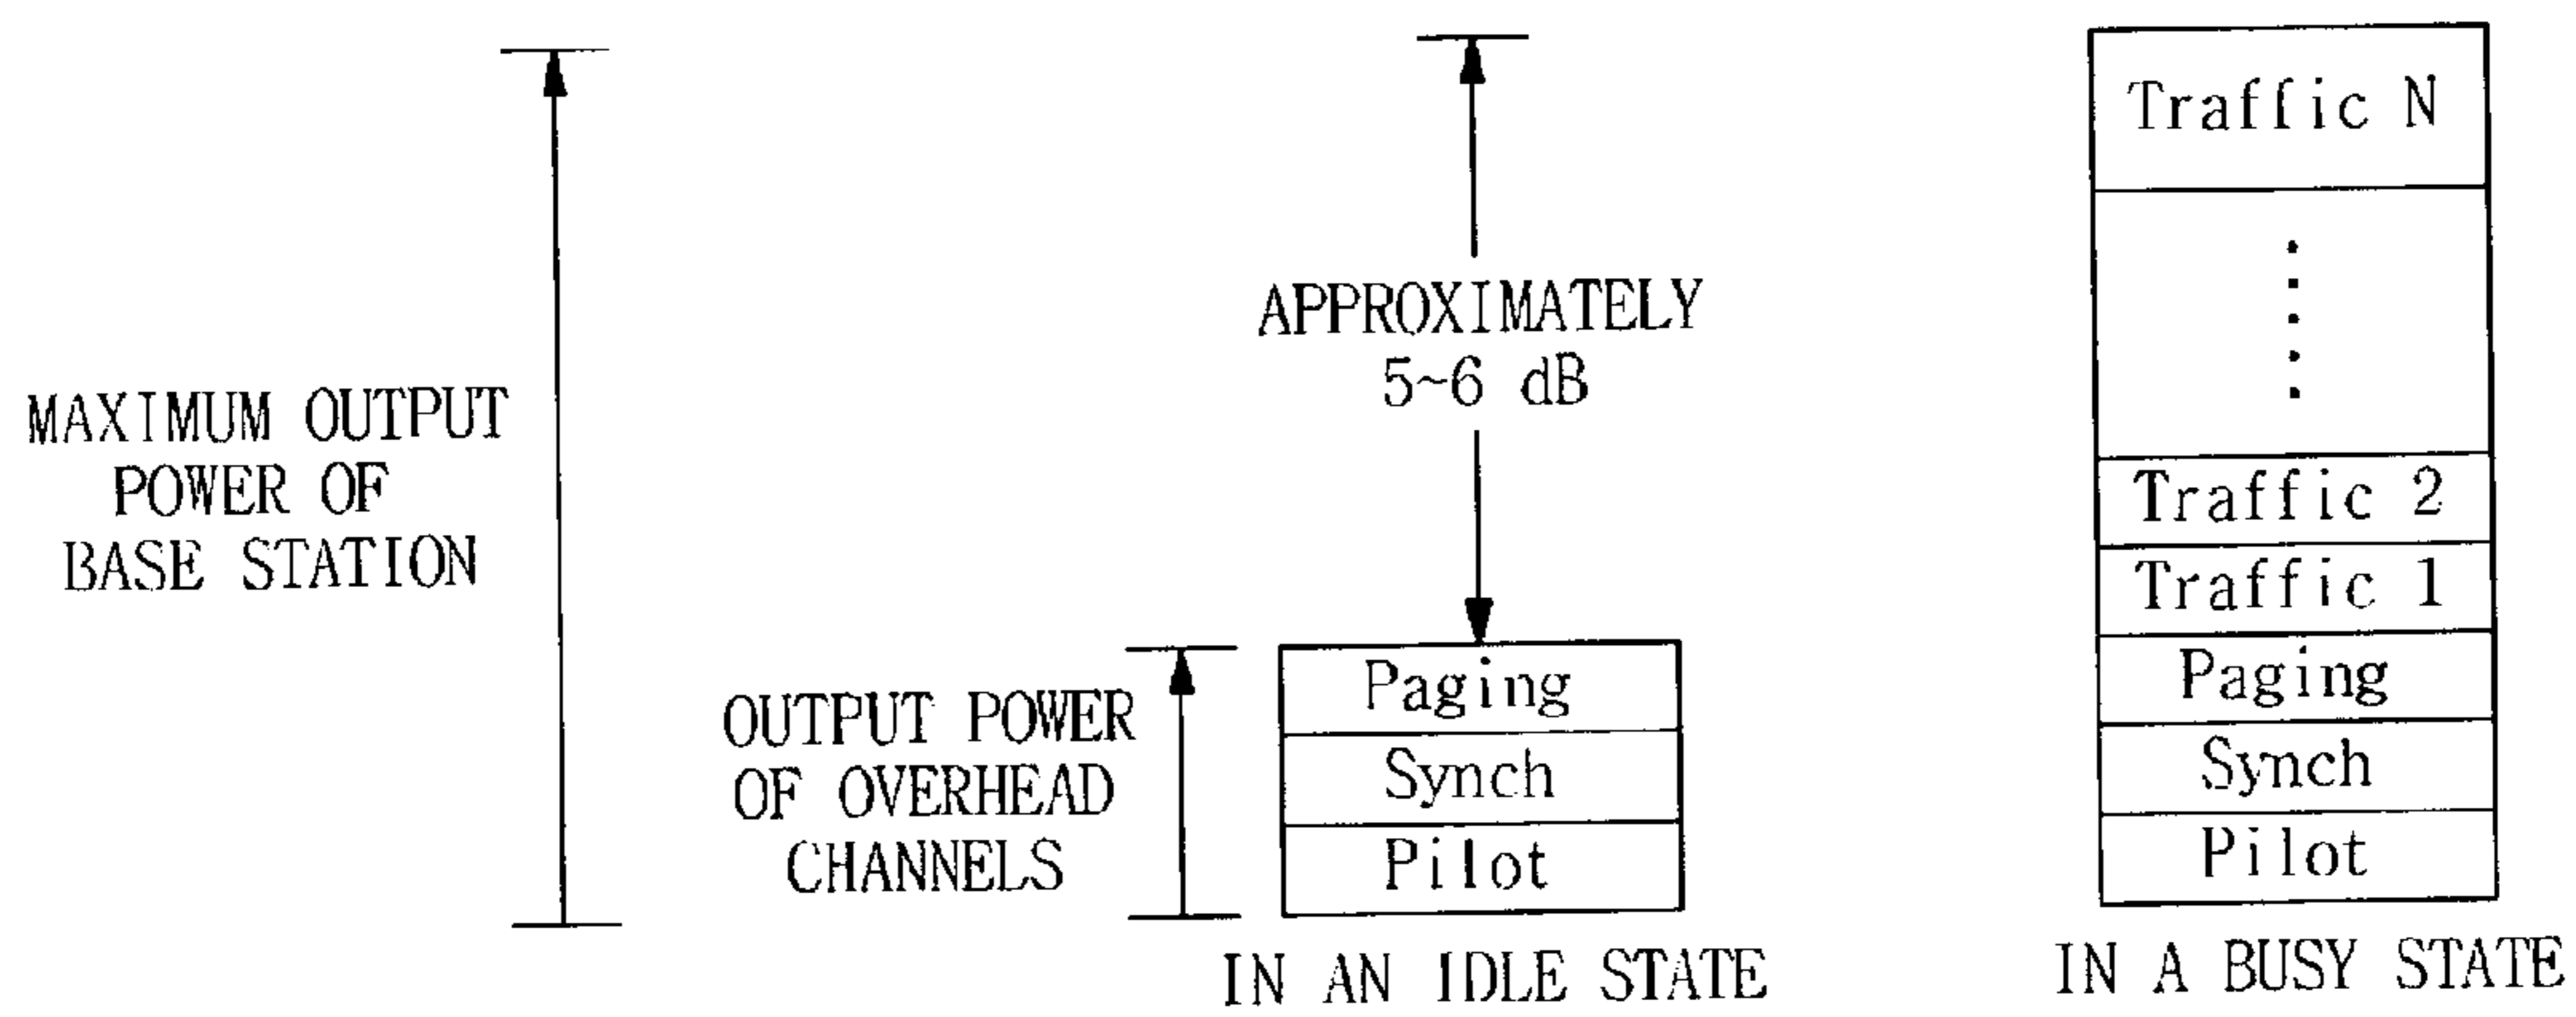 MAXIMUM OUTPUT
POWER OF
BASE STATION
OUTPUT POWER
OF OVERHEAD
CHANNELS
APPROXIMATELY
5~6 dB
Paging
Synch
Pilot
IN AN IDLE STATE
Traffic N
Traffic 2
Traffic 1
Paging
Synch
Pilot
IN A BUSY STATE